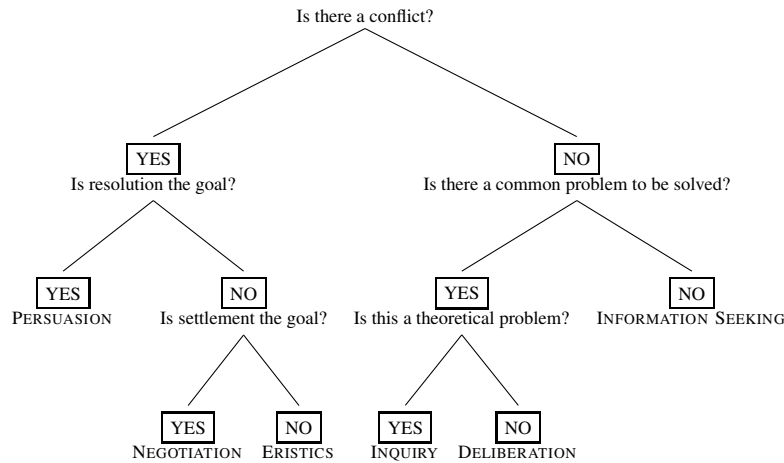 Is there a conflict?
YES NO
Is resolution the goal? Is there a common problem to be solved?
YES NO YES NO
PERSUASION Is settlement the goal? Is this a theoretical problem? INFORMATION SEEKING
YES NO YES NO
NEGOTIATION ERISTICS INQUIRY DELIBERATION